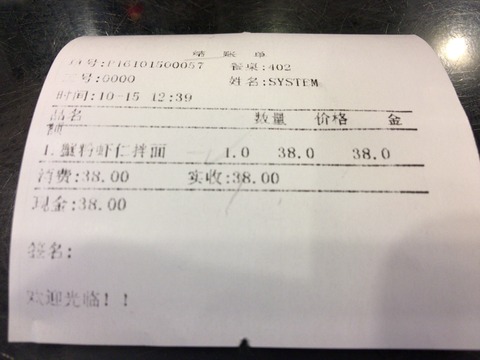 结 账 单
单号:P16101500057 餐桌:402
工号:0000 姓名:SYSTEM
时间:10-15 12:39
品名 数量 价格 金
额
1. 蟹粉虾仁拌面 1.0 38.0 38.0
消费:38.00 实收:38.00
现金:38.00
签名:
欢迎光临!!